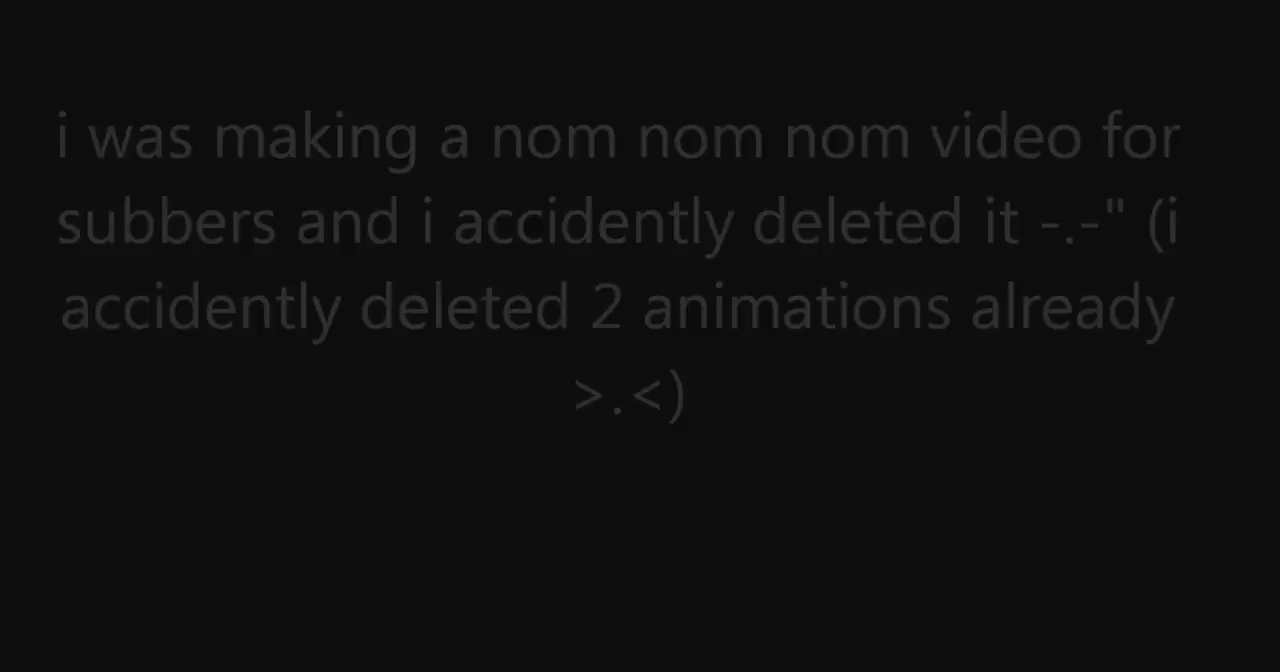 i was making a nom nom nom video for
subbers and i accidently deleted it -.-" (i
accidently deleted 2 animations already
>.<)